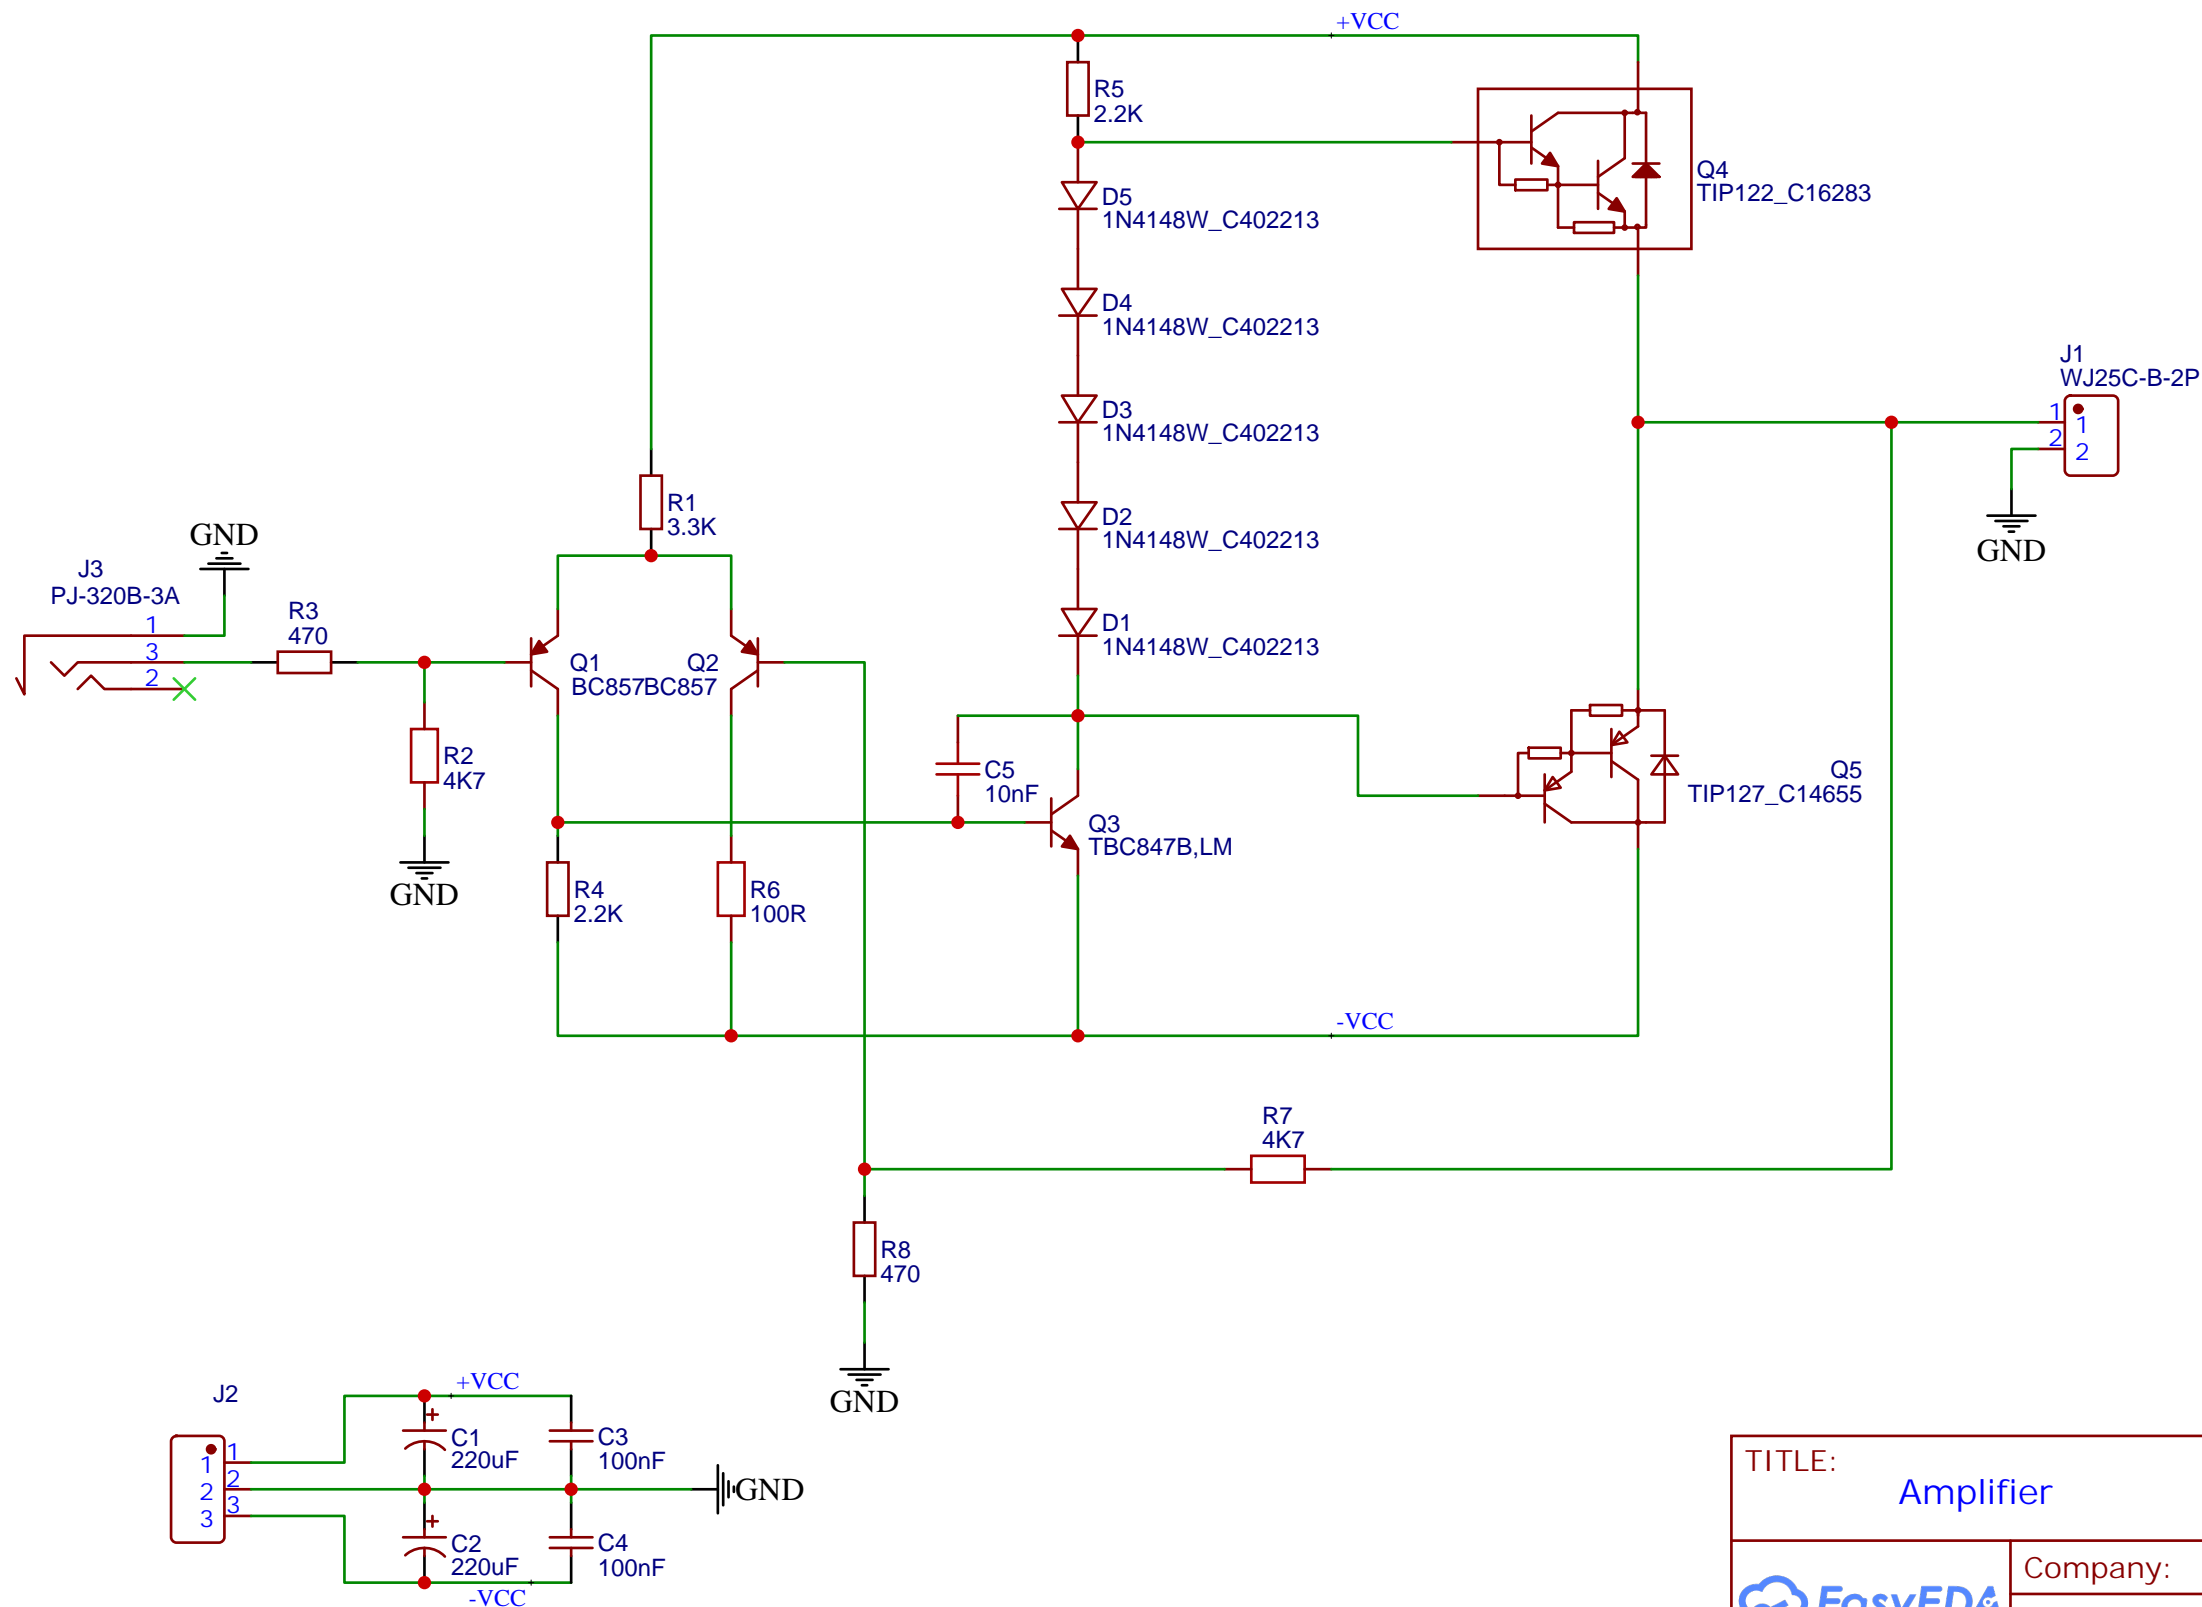 +VCC
R5
2.2K
D5
1N4148W_C402213
Q4
TIP122_C16283
D4
1N4148W_C402213
J1
WJ25C-B-2P
1
1
2
2
GND
D3
1N4148W_C402213
R1
3.3K
D2
1N4148W_C402213
GND
J3
PJ-320B-3A
1
3
2
R3
470
D1
1N4148W_C402213
Q1
BC857
Q2
BC857
R2
4K7
GND
C5
10nF
Q5
TIP127_C14655
Q3
TBC847B,LM
R4
2.2K
R6
100R
-VCC
R7
4K7
R8
470
GND
J2
+VCC
1
1
2
2
3
3
C1
220uF
C3
100nF
GND
C2
220uF
C4
100nF
-VCC
TITLE:
Amplifier
Company:
EasyEDA